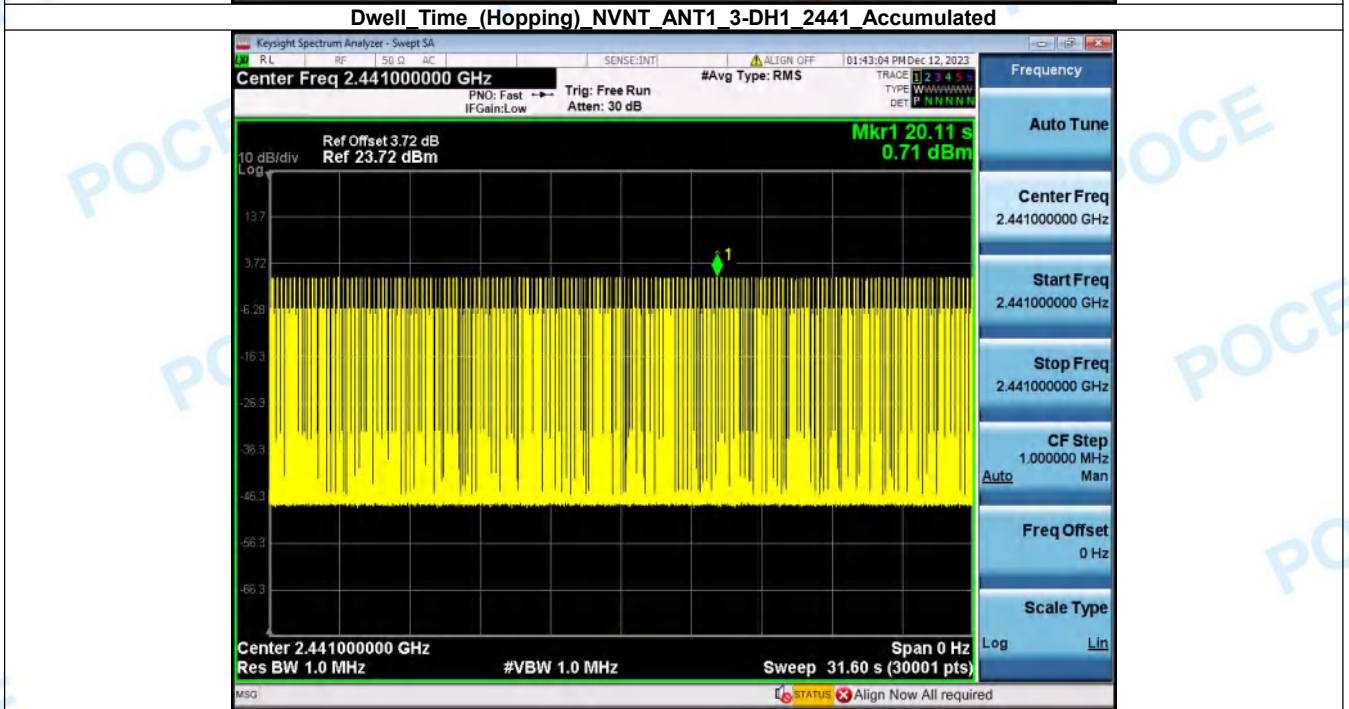 Dwell_Time_(Hopping)_NVNT_ANT1_3-DH1_2441_Accumulated
Keysight Spectrum Analyzer - Swept SA
RL RF 50 Ω AC SENSE:INT ALIGN OFF 01:43:04 PM Dec 12, 2023
Center Freq 2.441000000 GHz
PNO: Fast
IFGain:Low
Trig: Free Run
Atten: 30 dB
#Avg Type: RMS
TRACE 1 2 3 4 5 6
TYPE WWWWWW
DET P N N N N N
Frequency
Ref Offset 3.72 dB
10 dB/div Ref 23.72 dBm
Log
Mkr1 20.11 s
0.71 dBm
13.7
3.72
-6.28
-16.3
-26.3
-36.3
-46.3
-56.3
-66.3
1
Center 2.441000000 GHz
Span 0 Hz
Res BW 1.0 MHz
#VBW 1.0 MHz
Sweep 31.60 s (30001 pts)
Auto Tune
Center Freq
2.441000000 GHz
Start Freq
2.441000000 GHz
Stop Freq
2.441000000 GHz
CF Step
1.000000 MHz
Auto Man
Freq Offset
0 Hz
Scale Type
Log Lin
MSG
STATUS Align Now All required
POCE
POCE
POCE
PO
PO